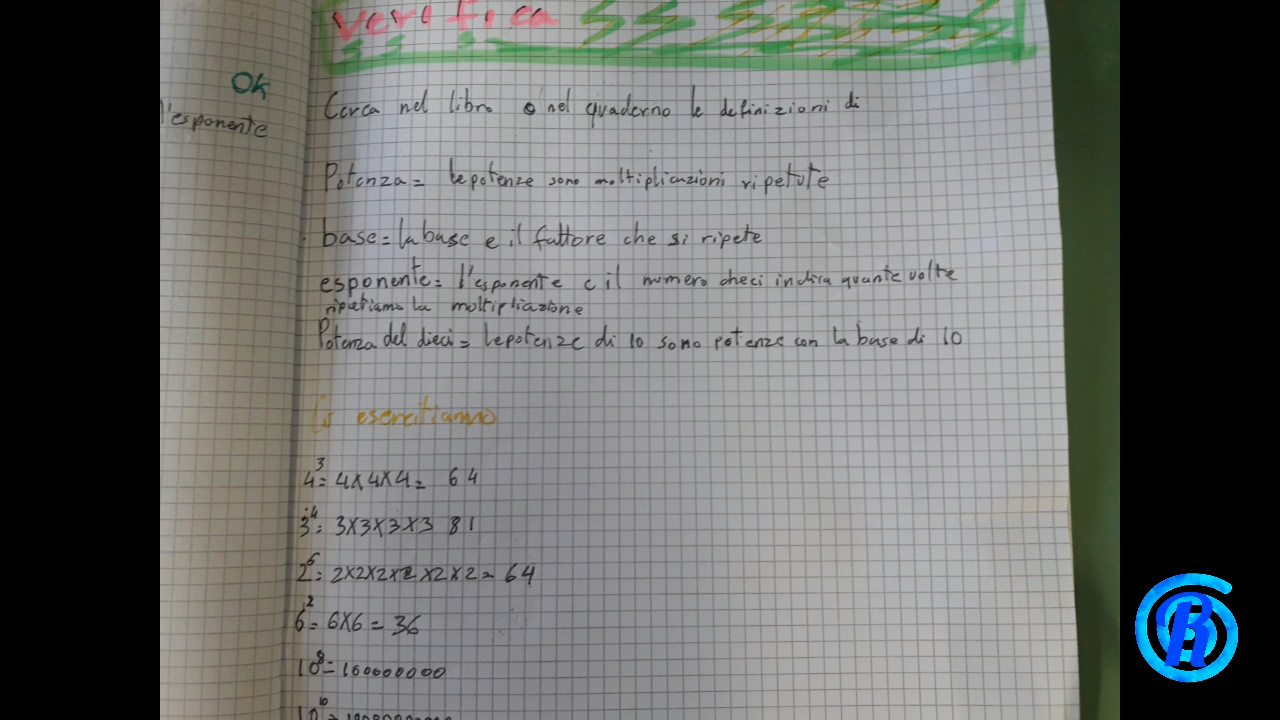 Verifica
Ok
l'esponente
Cerca nel libro o nel quaderno le definizioni di
Potenza = le potenze sono moltiplicazioni ripetute
base = la base e il fattore che si ripete
esponente = l'esponente e il numero che ci indica quante volte
ripetiamo la moltipliazione
Potenza del dieci = le potenze di 10 sono potenze con la base di 10
Ci esercitiamo
4³ = 4x4x4 = 64
3⁴ = 3x3x3x3 81
2⁶ = 2x2x2x2x2x2 = 64
6² = 6x6 = 36
10⁸ = 100000000
10¹⁰ =
R